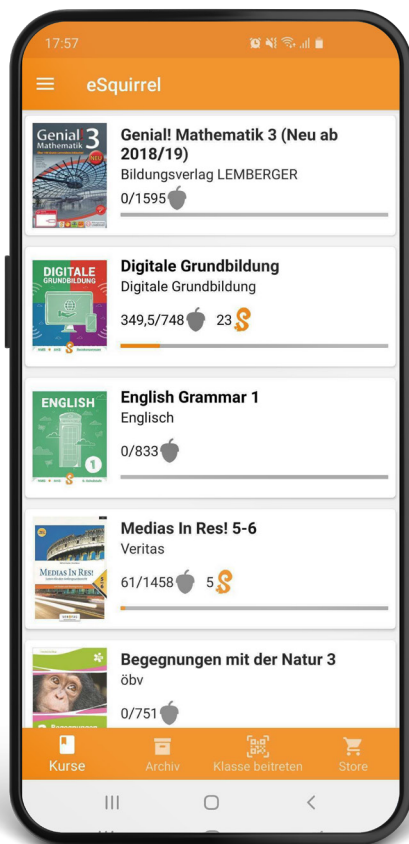 17:57
eSquirrel
Genial! 3
Mathematik
NEU
Genial! Mathematik 3 (Neu ab
2018/19)
Bildungsverlag LEMBERGER
0/1595
DIGITALE
GRUNDBILDUNG
Digitale Grundbildung
Digitale Grundbildung
349,5/748 23
ENGLISH
1
English Grammar 1
Englisch
0/833
MEDIAS IN RES!
Medias In Res! 5-6
Veritas
61/1458 5
Begegnungen mit der Natur 3
öbv
0/751
Begegnungen
Kurse
Archiv
Klasse beitreten
Store